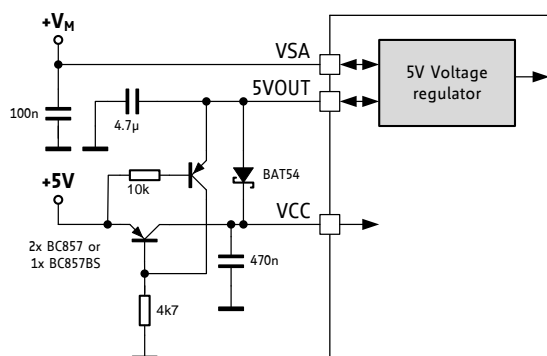 +VM
VSA
5V Voltage
regulator
100n
5VOUT
4.7µ
BAT54
+5V
10k
VCC
2x BC857 or
1x BC857BS
470n
4k7